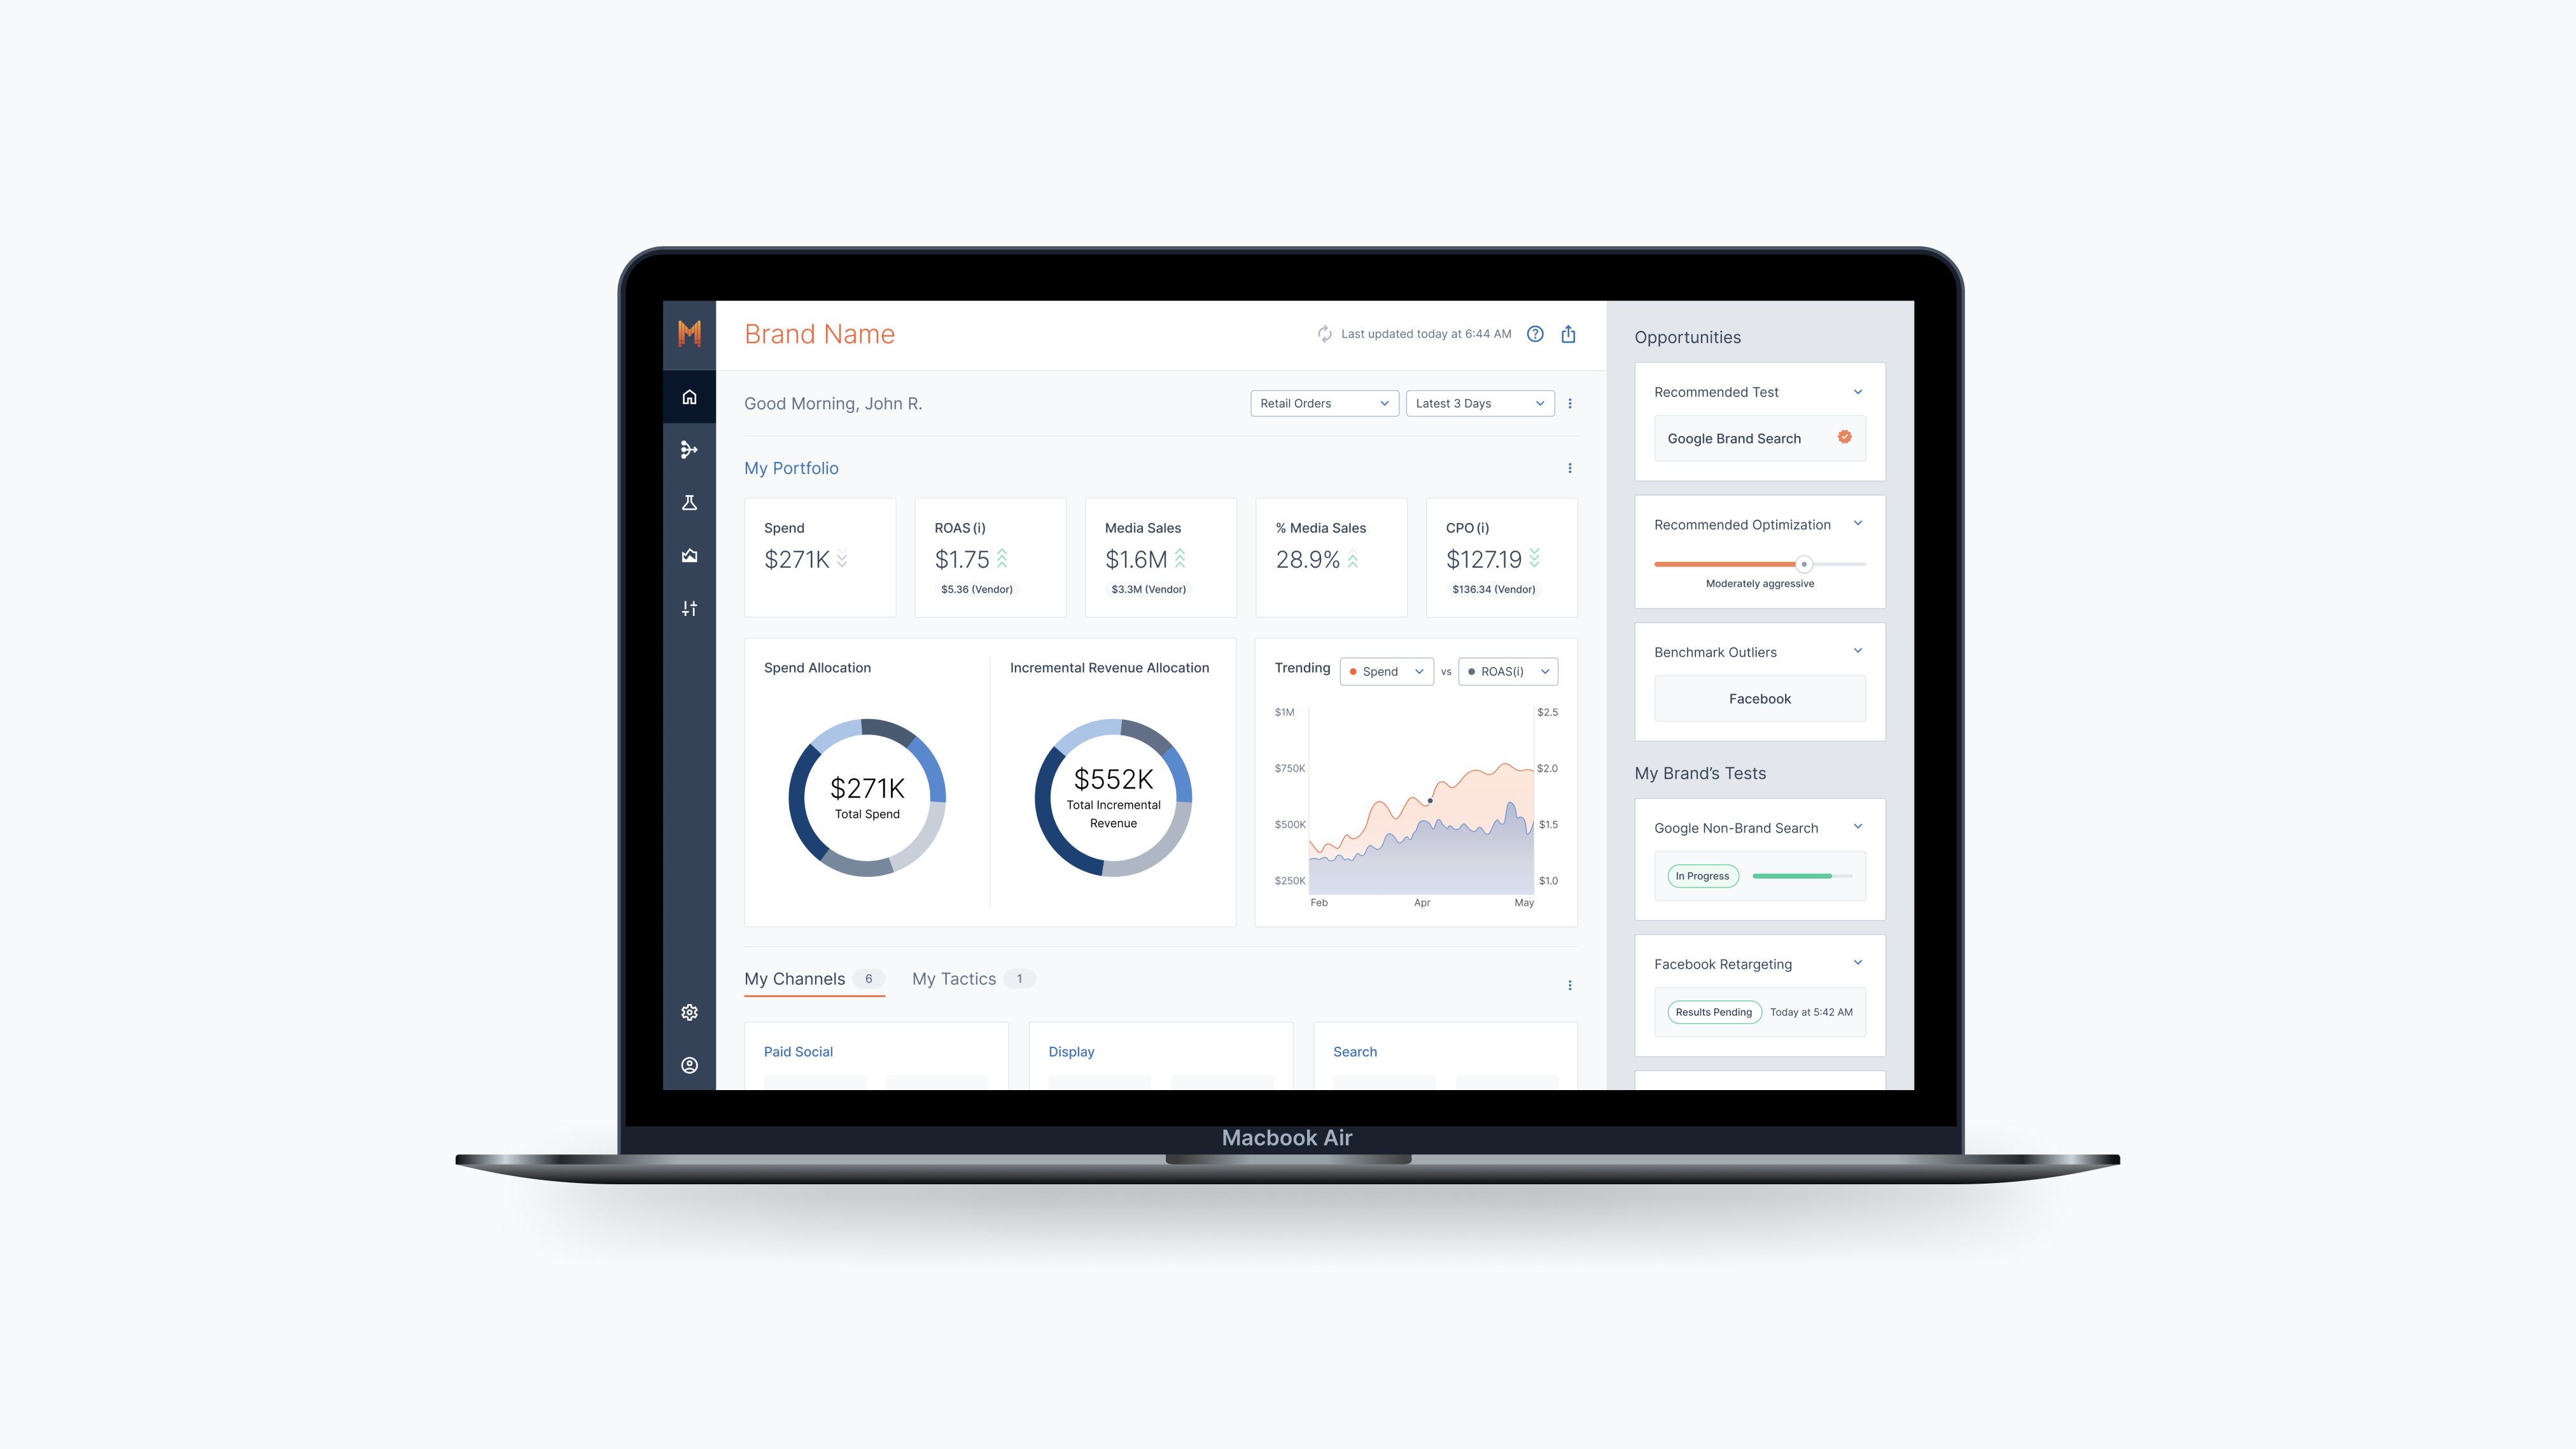 M
Brand Name
Last updated today at 6:44 AM
Good Morning, John R.
Retail Orders
Latest 3 Days
My Portfolio
Spend
$271K
ROAS (i)
$1.75
$5.36 (Vendor)
Media Sales
$1.6M
$3.3M (Vendor)
% Media Sales
28.9%
CPO (i)
$127.19
$136.34 (Vendor)
Spend Allocation
$271K
Total Spend
Incremental Revenue Allocation
$552K
Total Incremental
Revenue
Trending
Spend
vs
ROAS(i)
$1M
$750K
$500K
$250K
$2.5
$2.0
$1.5
$1.0
Feb
Apr
May
My Channels 6
My Tactics 1
Paid Social
Display
Search
Opportunities
Recommended Test
Google Brand Search
Recommended Optimization
Moderately aggressive
Benchmark Outliers
Facebook
My Brand’s Tests
Google Non-Brand Search
In Progress
Facebook Retargeting
Results Pending
Today at 5:42 AM
Macbook Air